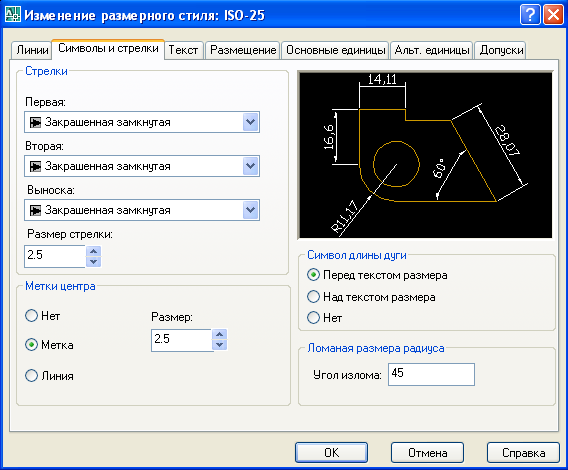 Изменение размерного стиля: ISO-25
Линии
Символы и стрелки
Текст
Размещение
Основные единицы
Альт. единицы
Допуски
Стрелки
Первая:
Закрашенная замкнутая
Вторая:
Закрашенная замкнутая
Выноска:
Закрашенная замкнутая
Размер стрелки:
2.5
Метки центра
Нет
Метка
Линия
Размер:
2.5
14,11
16,6
28,07
60°
R11,17
Символ длины дуги
Перед текстом размера
Над текстом размера
Нет
Ломаная размера радиуса
Угол излома:
45
ОК
Отмена
Справка